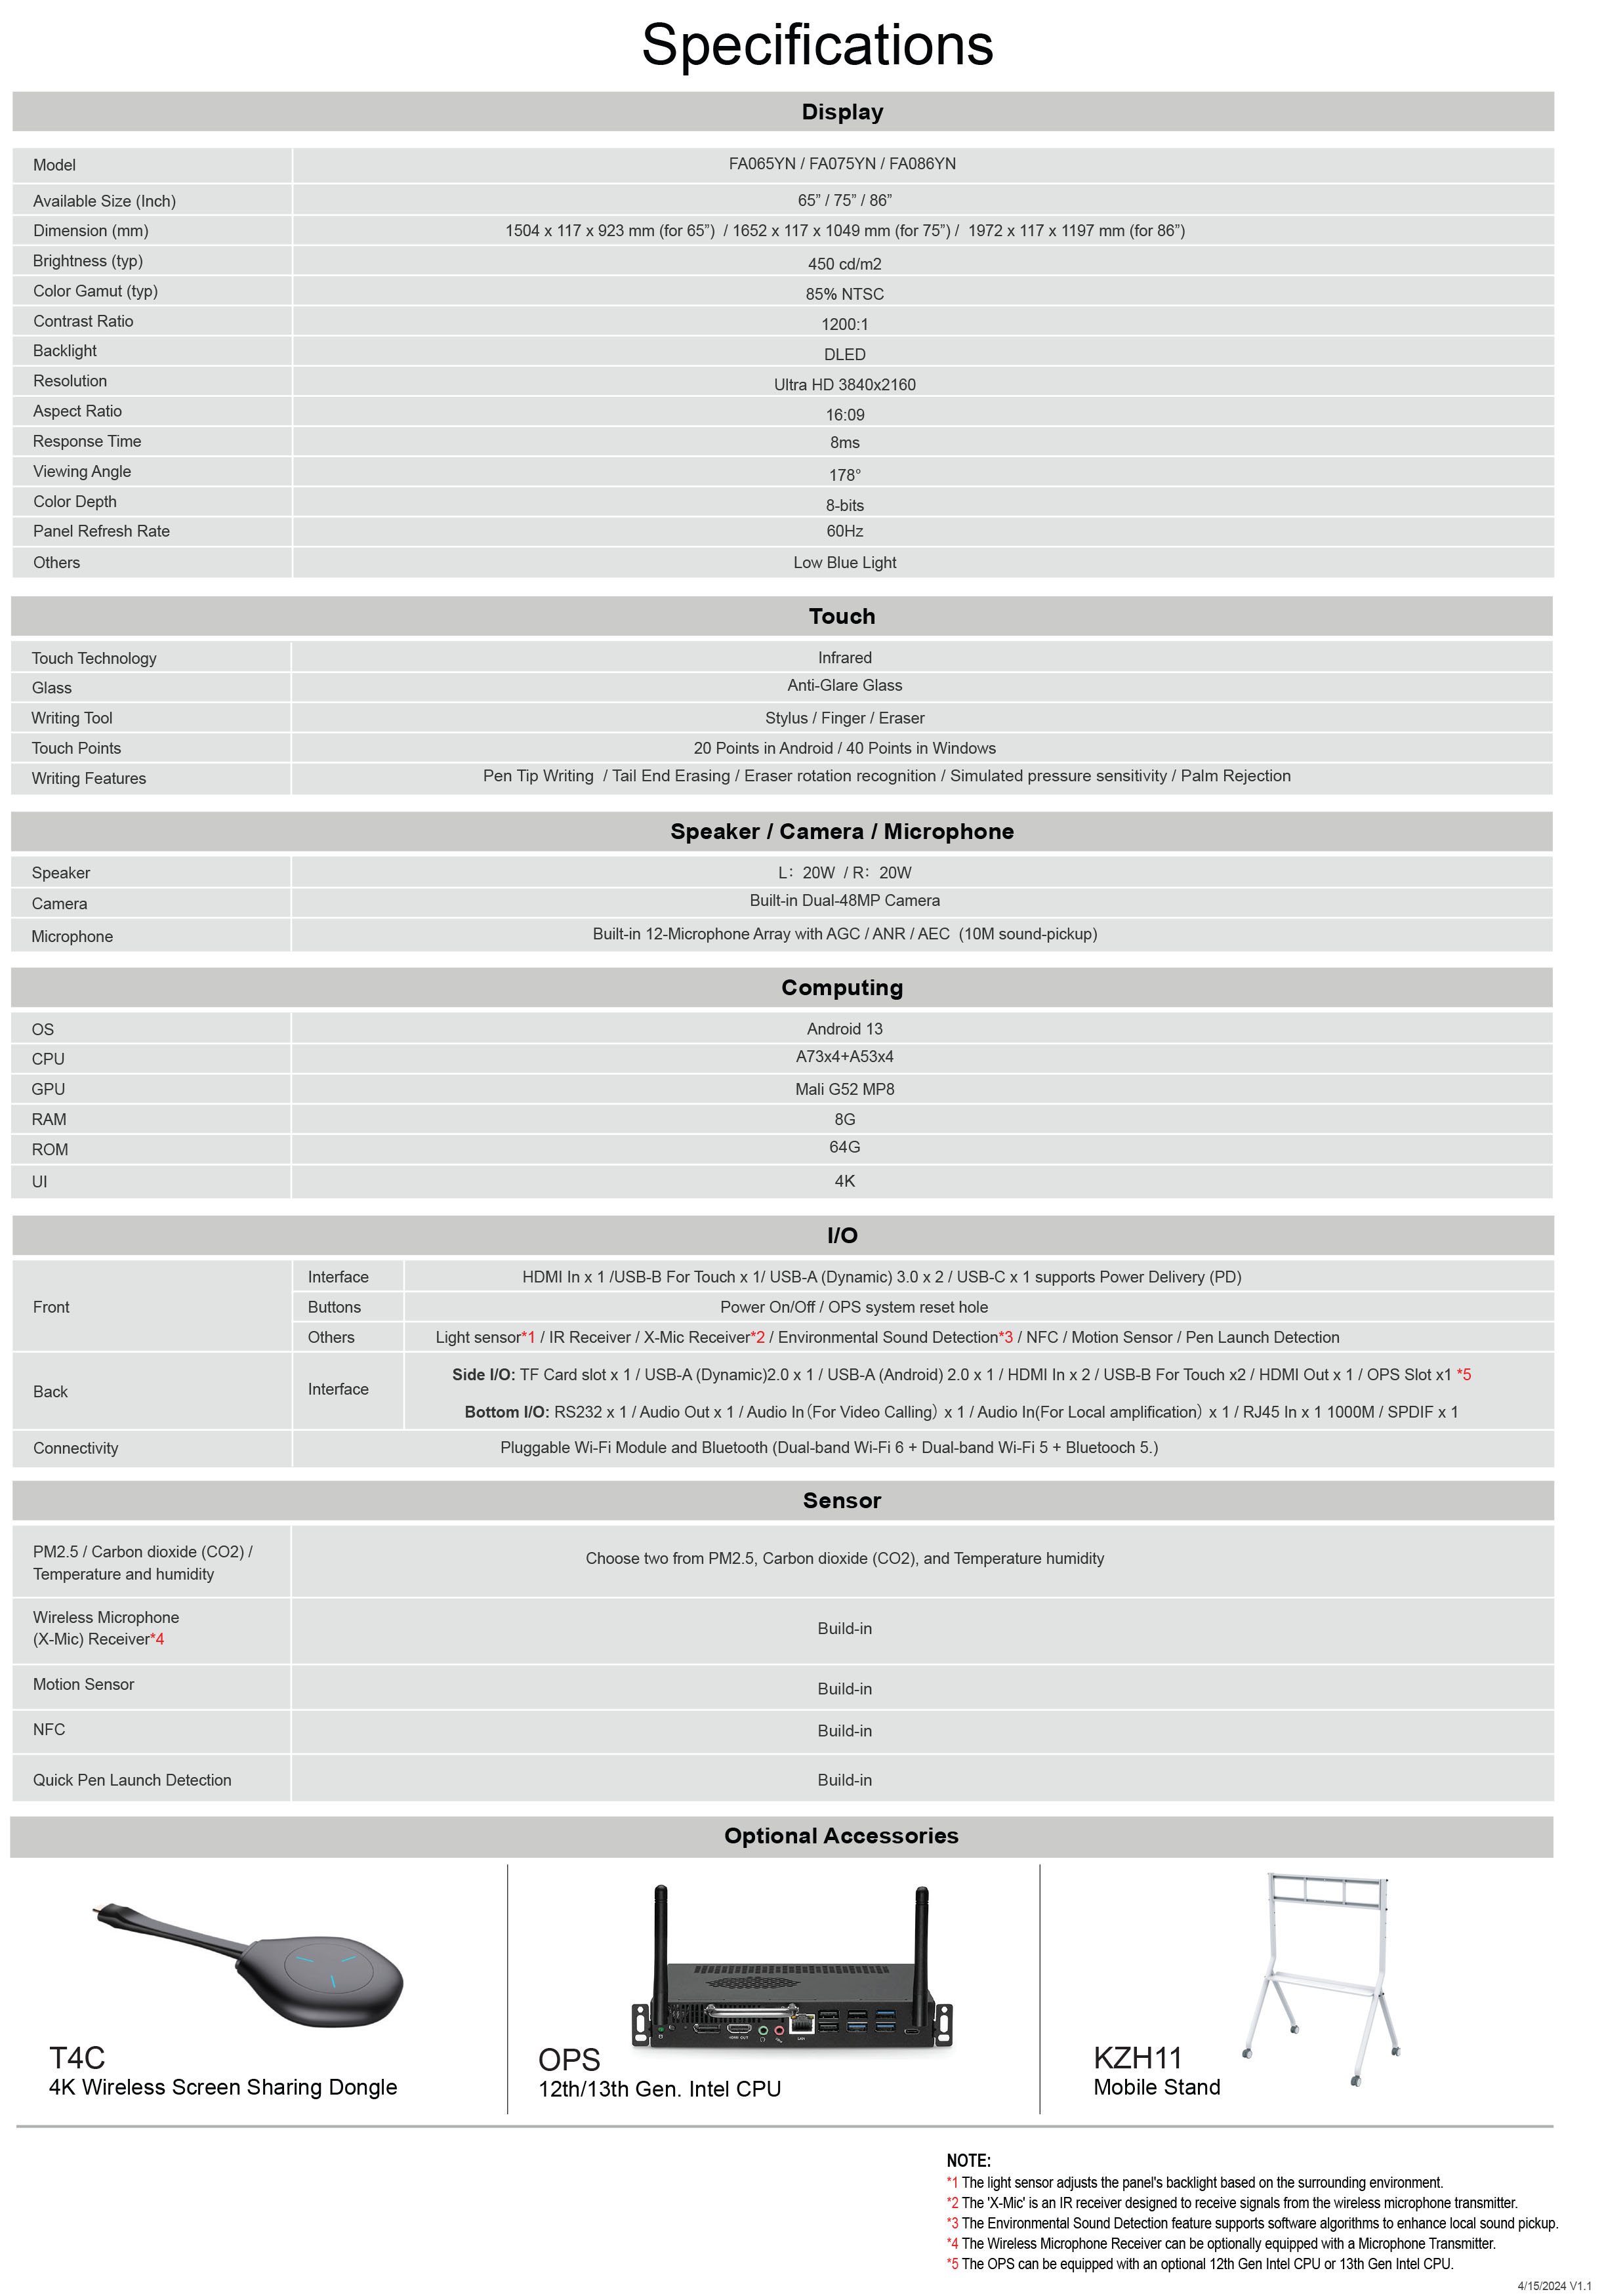 Specifications
Display
Model FA065YN / FA075YN / FA086YN
Available Size (Inch) 65” / 75” / 86”
Dimension (mm) 1504 x 117 x 923 mm (for 65”) / 1652 x 117 x 1049 mm (for 75”) / 1972 x 117 x 1197 mm (for 86”)
Brightness (typ) 450 cd/m2
Color Gamut (typ) 85% NTSC
Contrast Ratio 1200:1
Backlight DLED
Resolution Ultra HD 3840x2160
Aspect Ratio 16:09
Response Time 8ms
Viewing Angle 178°
Color Depth 8-bits
Panel Refresh Rate 60Hz
Others Low Blue Light
Touch
Touch Technology Infrared
Glass Anti-Glare Glass
Writing Tool Stylus / Finger / Eraser
Touch Points 20 Points in Android / 40 Points in Windows
Writing Features Pen Tip Writing / Tail End Erasing / Eraser rotation recognition / Simulated pressure sensitivity / Palm Rejection
Speaker / Camera / Microphone
Speaker L：20W / R：20W
Camera Built-in Dual-48MP Camera
Microphone Built-in 12-Microphone Array with AGC / ANR / AEC (10M sound-pickup)
Computing
OS Android 13
CPU A73x4+A53x4
GPU Mali G52 MP8
RAM 8G
ROM 64G
UI 4K
I/O
Interface HDMI In x 1 /USB-B For Touch x 1/ USB-A (Dynamic) 3.0 x 2 / USB-C x 1 supports Power Delivery (PD)
Front Buttons Power On/Off / OPS system reset hole
Others Light sensor*1 / IR Receiver / X-Mic Receiver*2 / Environmental Sound Detection*3 / NFC / Motion Sensor / Pen Launch Detection
Side I/O: TF Card slot x 1 / USB-A (Dynamic)2.0 x 1 / USB-A (Android) 2.0 x 1 / HDMI In x 2 / USB-B For Touch x2 / HDMI Out x 1 / OPS Slot x1 *5
Back Interface
Bottom I/O: RS232 x 1 / Audio Out x 1 / Audio In（For Video Calling） x 1 / Audio In(For Local amplification） x 1 / RJ45 In x 1 1000M / SPDIF x 1
Connectivity Pluggable Wi-Fi Module and Bluetooth (Dual-band Wi-Fi 6 + Dual-band Wi-Fi 5 + Bluetooch 5.)
Sensor
PM2.5 / Carbon dioxide (CO2) /
Temperature and humidity
Choose two from PM2.5, Carbon dioxide (CO2), and Temperature humidity
Wireless Microphone
(X-Mic) Receiver*4
Build-in
Motion Sensor Build-in
NFC Build-in
Quick Pen Launch Detection Build-in
Optional Accessories
HDMI OUT
LAN
T4C
4K Wireless Screen Sharing Dongle
OPS
12th/13th Gen. Intel CPU
KZH11
Mobile Stand
NOTE:
*1 The light sensor adjusts the panel's backlight based on the surrounding environment.
*2 The 'X-Mic' is an IR receiver designed to receive signals from the wireless microphone transmitter.
*3 The Environmental Sound Detection feature supports software algorithms to enhance local sound pickup.
*4 The Wireless Microphone Receiver can be optionally equipped with a Microphone Transmitter.
*5 The OPS can be equipped with an optional 12th Gen Intel CPU or 13th Gen Intel CPU.
4/15/2024 V1.1